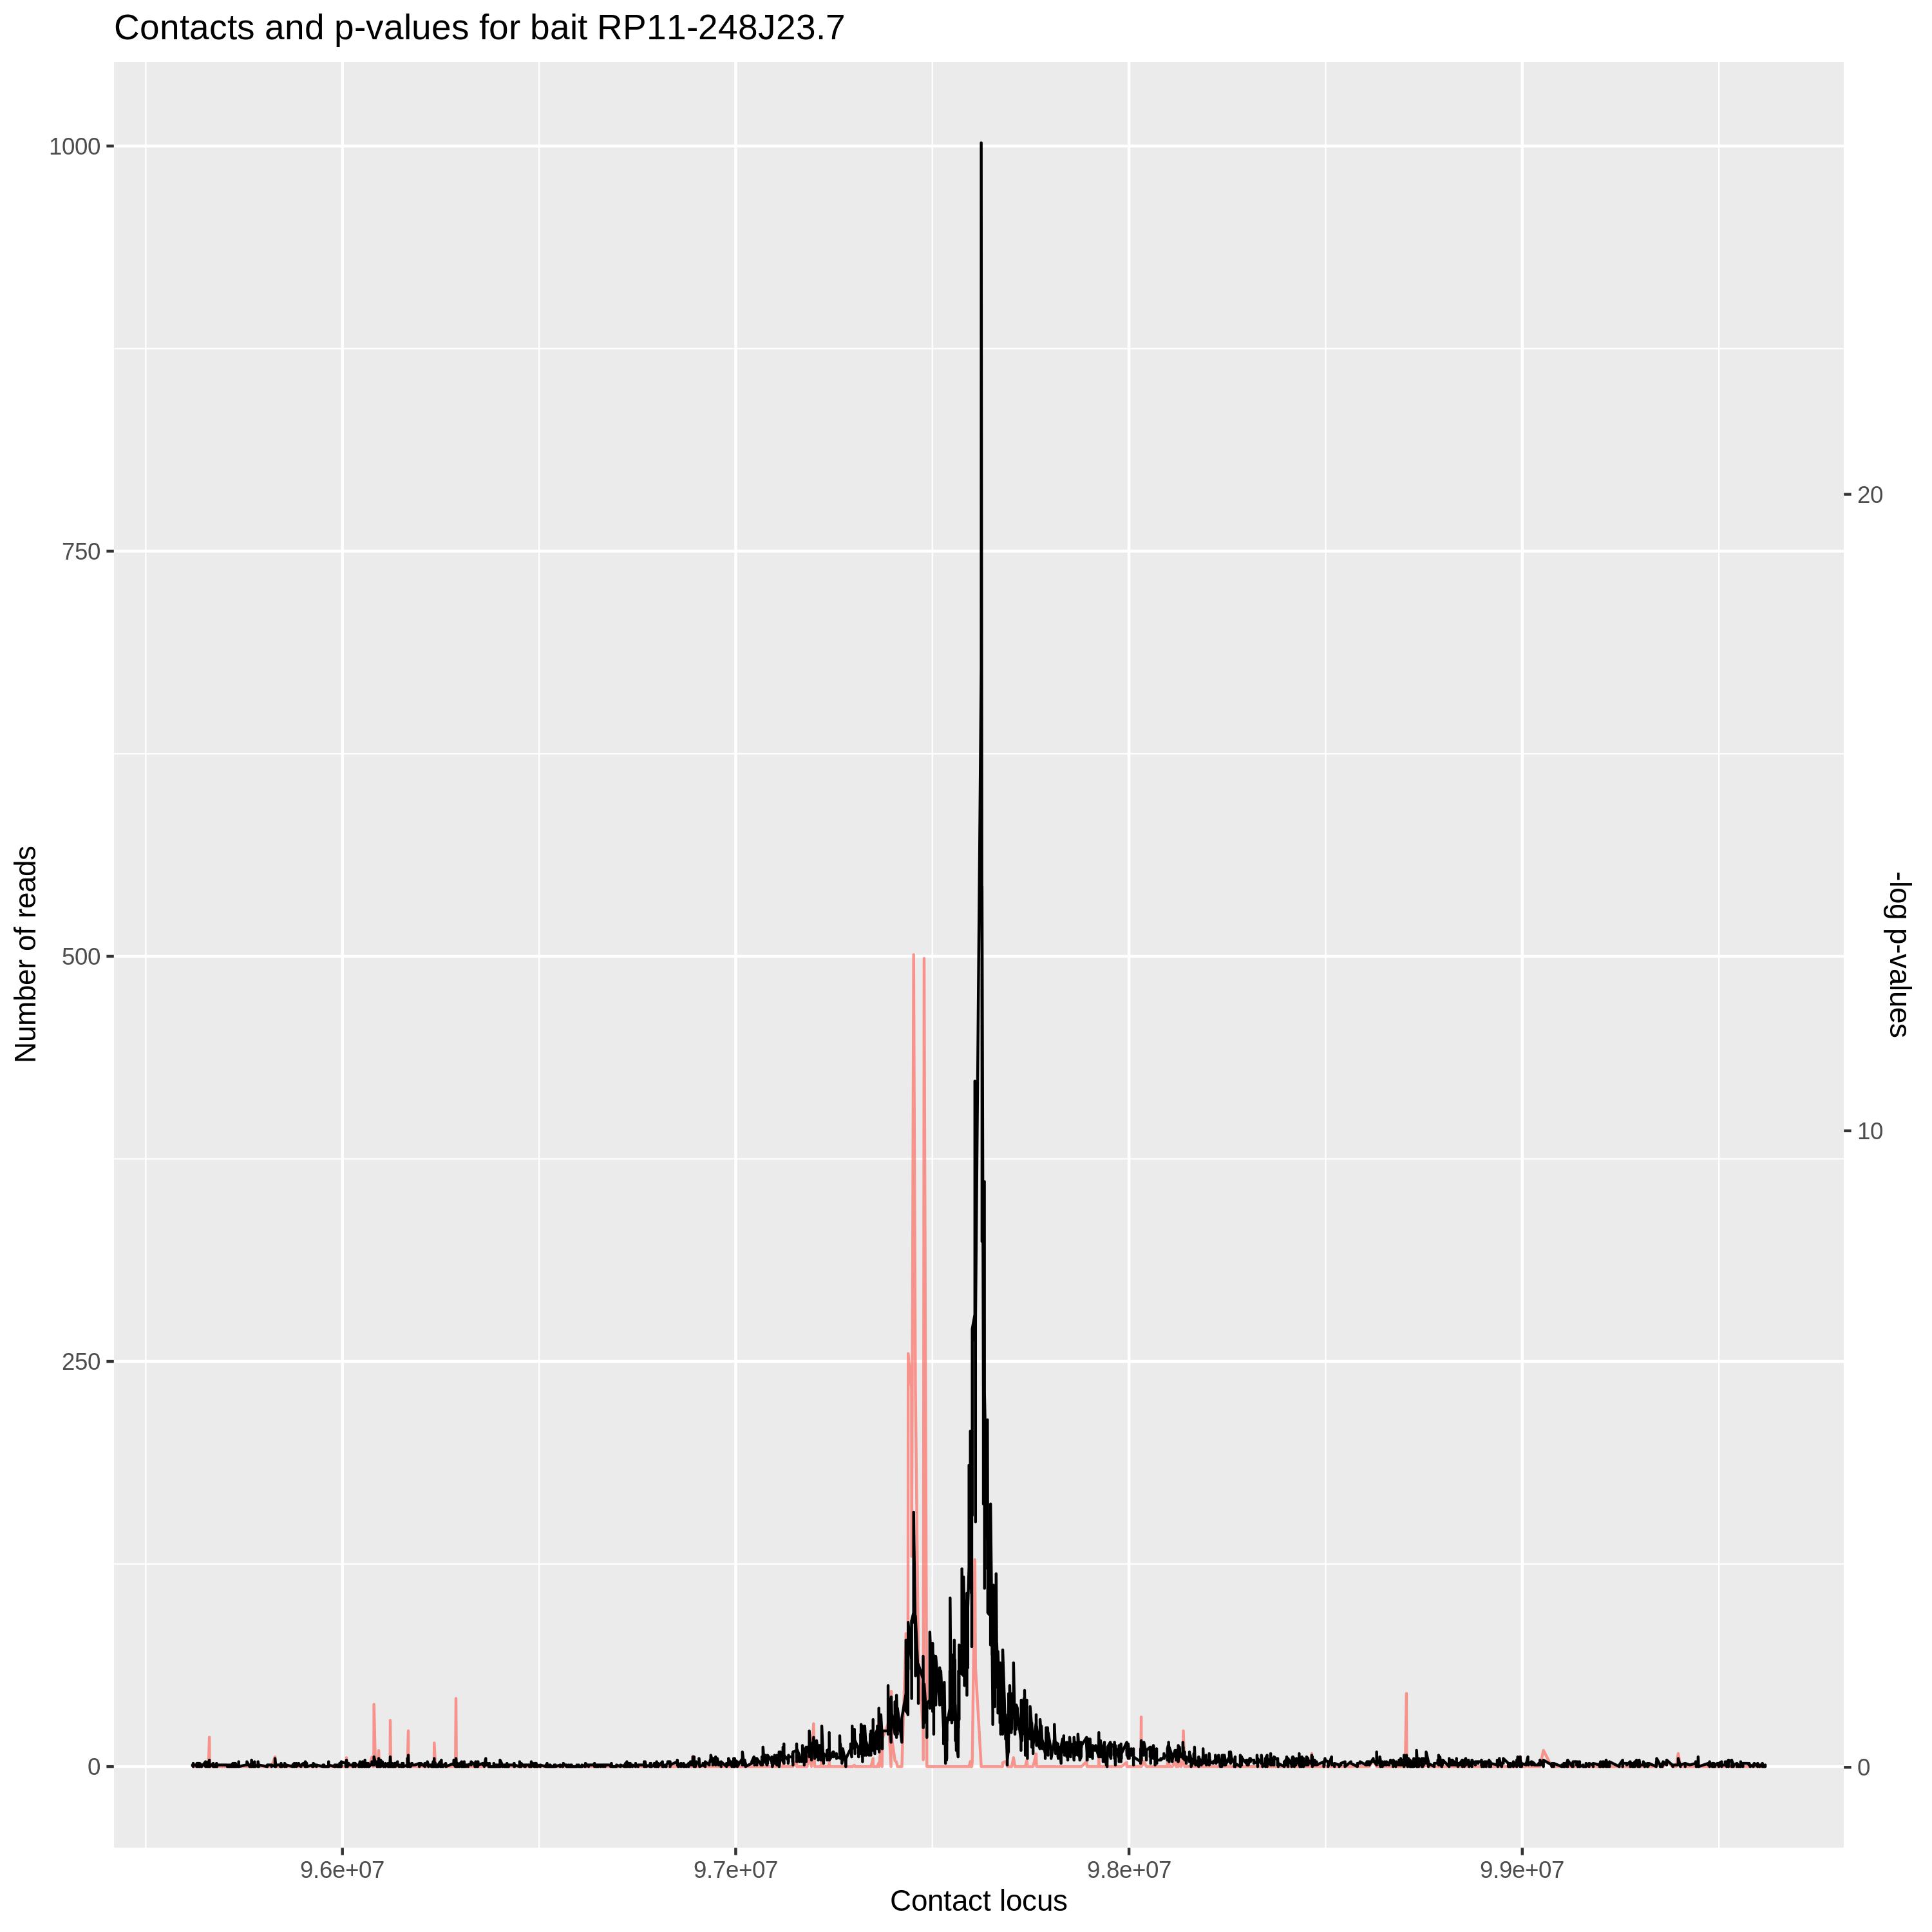 Contacts and p-values for bait RP11-248J23.7
1000
750
500
250
0
Number of reads
20
10
0
-log p-values
9.6e+07 9.7e+07 9.8e+07 9.9e+07
Contact locus